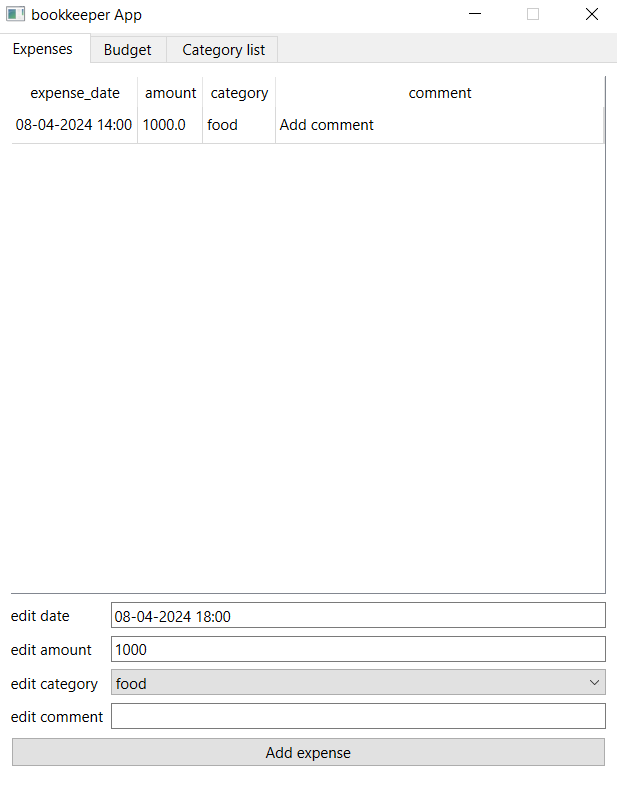 bookkeeper App
Expenses Budget Category list
expense_date amount category comment
08-04-2024 14:00 1000.0 food Add comment
edit date 08-04-2024 18:00
edit amount 1000
edit category food
edit comment
Add expense